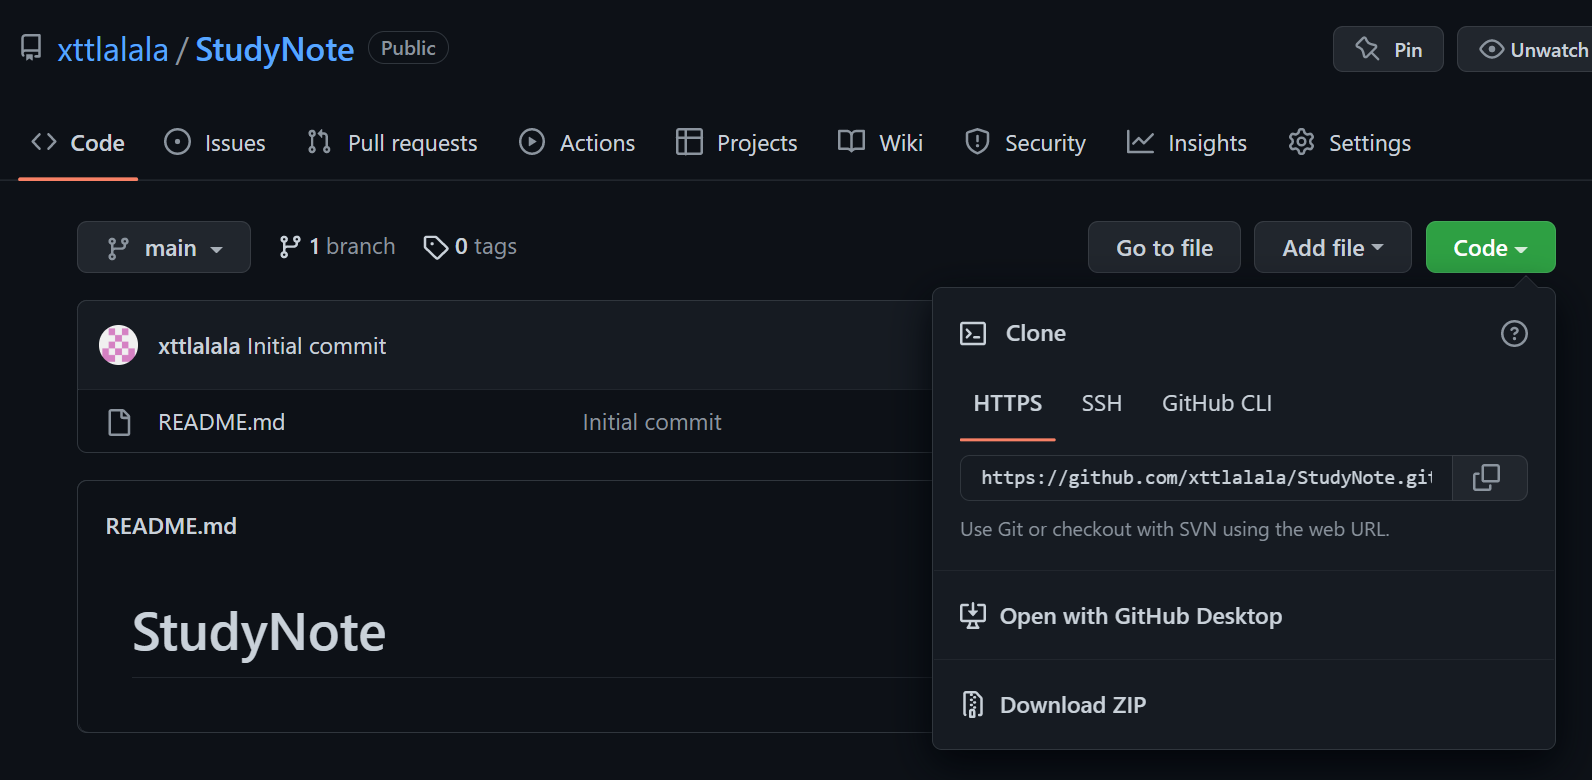 xttlalala / StudyNote Public
Pin
Unwatch
Code
Issues
Pull requests
Actions
Projects
Wiki
Security
Insights
Settings
main
1 branch
0 tags
Go to file
Add file
Code
xttlalala Initial commit
README.md
Initial commit
README.md
StudyNote
Clone
HTTPS
SSH
GitHub CLI
https://github.com/xttlalala/StudyNote.git
Use Git or checkout with SVN using the web URL.
Open with GitHub Desktop
Download ZIP